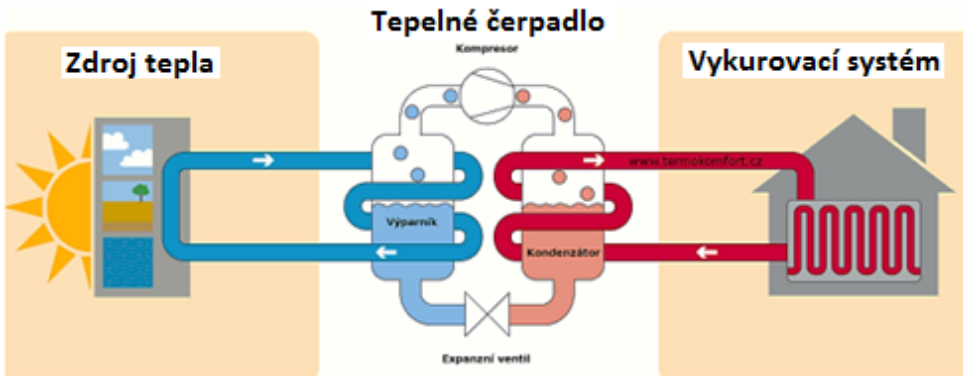 Tepelné čerpadlo
Kompresor
Zdroj tepla
Vykurovací systém
www.termokomfort.cz
Výparník
Kondenzátor
Expanzní ventil